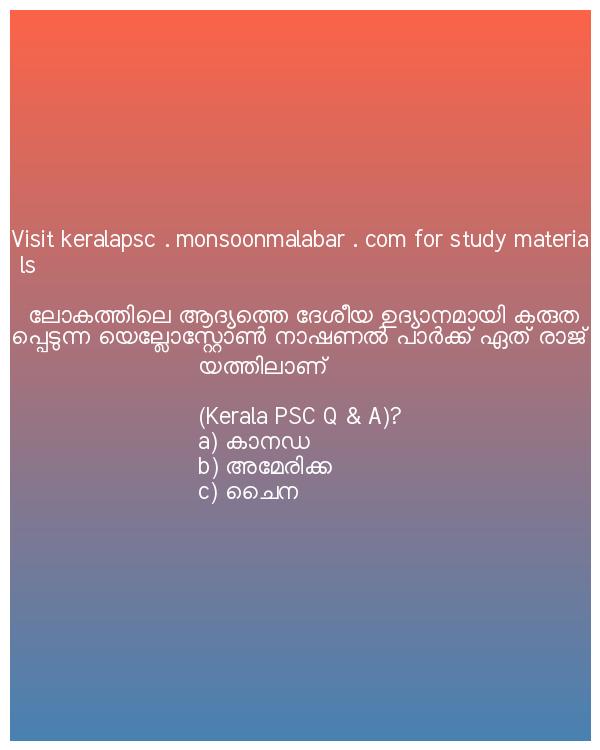 Visit keralapsc . monsoonmalabar . com for study materia
ls
ലോകത്തിലെ ആദ്യത്തെ ദേശീയ ഉദ്യാനമായി കരുത
പ്പെടുന്ന യെല്ലോസ്റ്റോൺ നാഷണൽ പാർക്ക് ഏത് രാജ്
യത്തിലാണ്
(Kerala PSC Q & A)?
a) കാനഡ
b) അമേരിക്ക
c) ചൈന